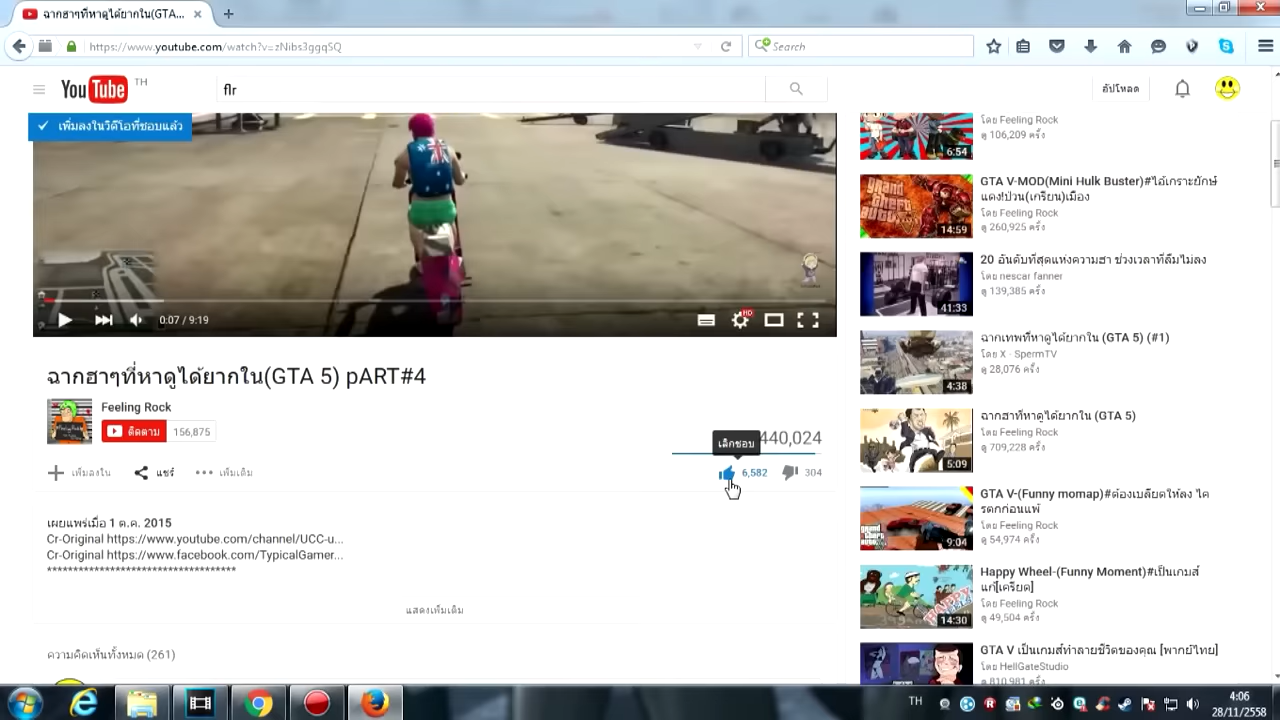 ฉากฮาๆที่หาดูได้ยากใน(GTA...
https://www.youtube.com/watch?v=zNibs3ggqSQ
Search
YouTube TH
flr
อัปโหลด
เพิ่มลงในวิดีโอที่ชอบแล้ว
0:07 / 9:19
HD
ฉากฮาๆที่หาดูได้ยากใน(GTA 5) pART#4
Feeling Rock
ติดตาม 156,875
440,024
เลิกชอบ
เพิ่มลงใน แชร์ เพิ่มเติม
6,582 304
เผยแพร่เมื่อ 1 ต.ค. 2015
Cr-Original https://www.youtube.com/channel/UCC-u...
Cr-Original https://www.facebook.com/TypicalGamer...
************************************
แสดงเพิ่มเติม
ความคิดเห็นทั้งหมด (261)
โดย Feeling Rock
ดู 106,209 ครั้ง
6:54
GTA V-MOD(Mini Hulk Buster)#ไอ้เกราะยักษ์
แดง!ป่วน(เกรียน)เมือง
โดย Feeling Rock
ดู 260,925 ครั้ง
14:59
20 อันดับที่สุดแห่งความฮา ช่วงเวลาที่ลืมไม่ลง
โดย nescar fanner
ดู 139,385 ครั้ง
41:33
ฉากเทพที่หาดูได้ยากใน (GTA 5) (#1)
โดย X - SpermTV
ดู 28,076 ครั้ง
4:38
ฉากฮาที่หาดูได้ยากใน (GTA 5)
โดย Feeling Rock
ดู 709,228 ครั้ง
5:09
GTA V-(Funny momap)#ต้องเบลียดให้ลง ไค
รตกก่อนแพ้
โดย Feeling Rock
ดู 54,974 ครั้ง
9:04
Happy Wheel-(Funny Moment)#เป็นเกมส์
แก้[เครียด]
โดย Feeling Rock
ดู 49,504 ครั้ง
14:30
GTA V เป็นเกมส์ทำลายชีวิตของคุณ [พากย์ไทย]
โดย HellGateStudio
ดู 810,981 ครั้ง
TH
4:06
28/11/2558